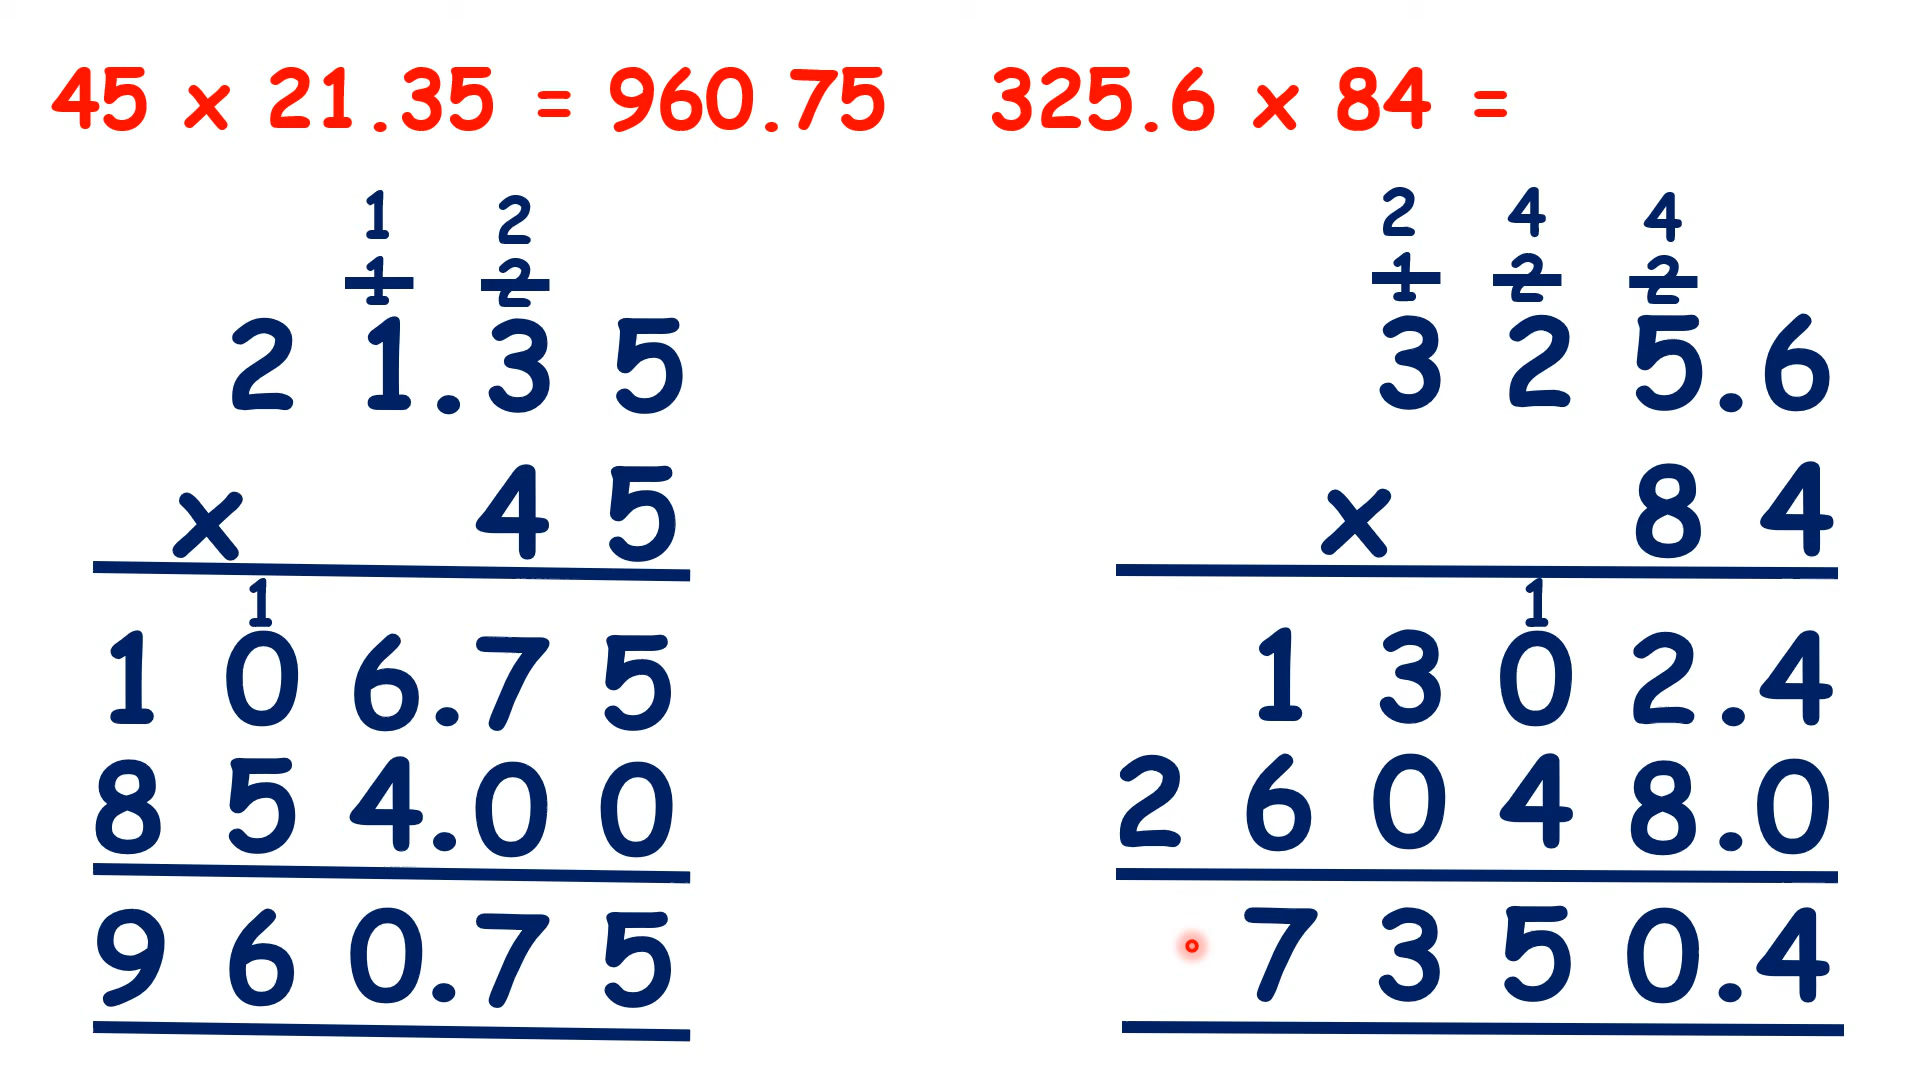 45 x 21.35 = 960.75
1 2
1 2
2 1.3 5
x 4 5
1
1 0 6.7 5
8 5 4.0 0
9 6 0.7 5
325.6 x 84 =
2 4 4
1 2 2
3 2 5.6
x 8 4
1
1 3 0 2.4
2 6 0 4 8.0
7 3 5 0.4